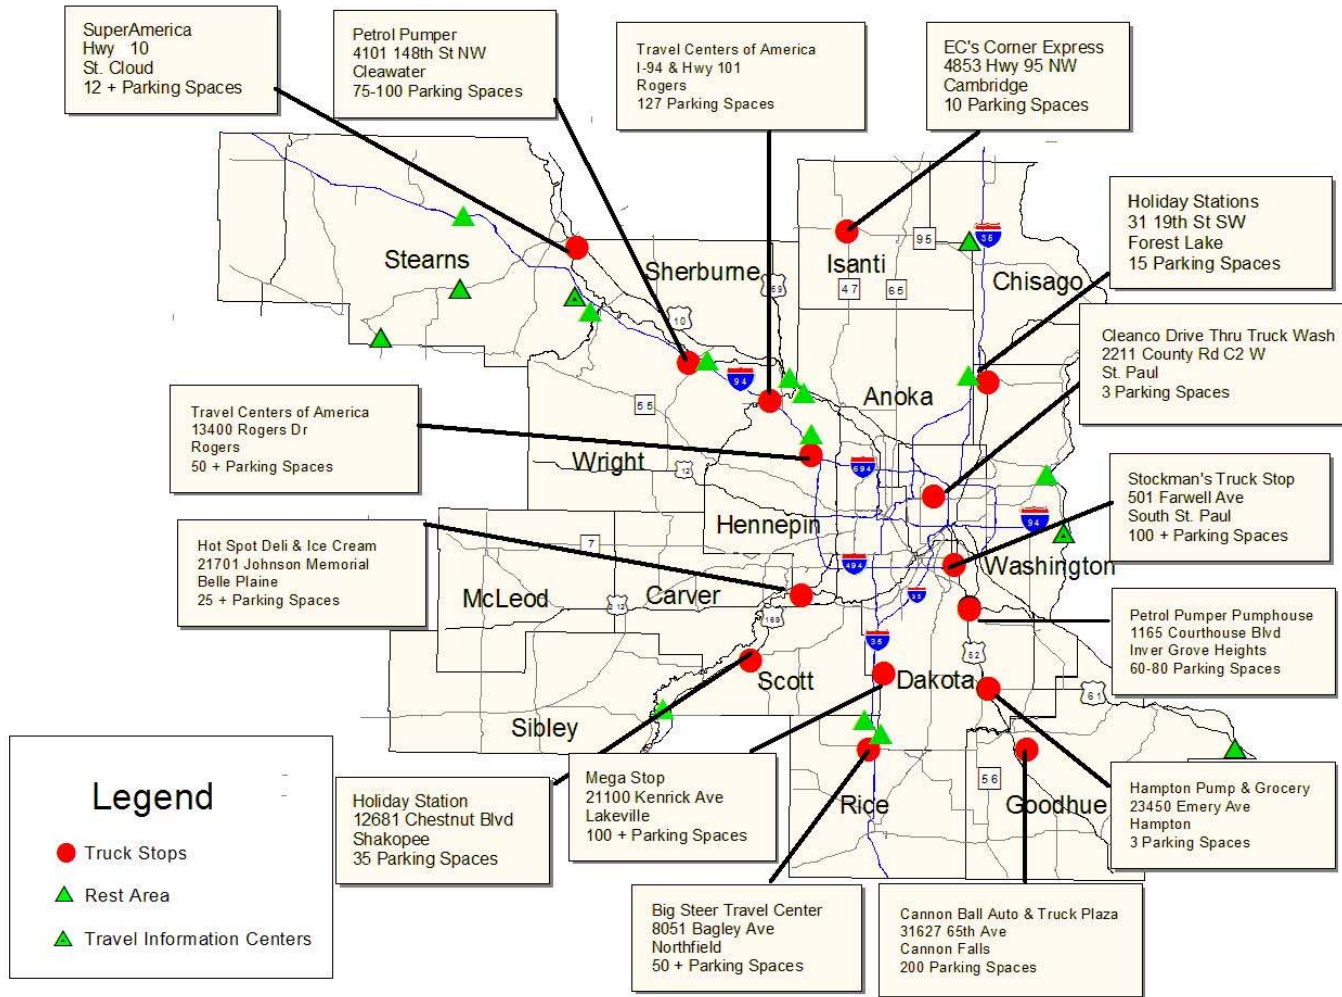 SuperAmerica
Hwy 10
St. Cloud
12 + Parking Spaces
Petrol Pumper
4101 148th St NW
Cleawater
75-100 Parking Spaces
Travel Centers of America
I-94 & Hwy 101
Rogers
127 Parking Spaces
EC's Corner Express
4853 Hwy 95 NW
Cambridge
10 Parking Spaces
Holiday Stations
31 19th St SW
Forest Lake
15 Parking Spaces
Cleanco Drive Thru Truck Wash
2211 County Rd C2 W
St. Paul
3 Parking Spaces
Travel Centers of America
13400 Rogers Dr
Rogers
50 + Parking Spaces
Stockman's Truck Stop
501 Farwell Ave
South St. Paul
100 + Parking Spaces
Hot Spot Deli & Ice Cream
21701 Johnson Memorial
Belle Plaine
25 + Parking Spaces
Petrol Pumper Pumphouse
1165 Courthouse Blvd
Inver Grove Heights
60-80 Parking Spaces
Holiday Station
12681 Chestnut Blvd
Shakopee
35 Parking Spaces
Mega Stop
21100 Kenrick Ave
Lakeville
100 + Parking Spaces
Hampton Pump & Grocery
23450 Emery Ave
Hampton
3 Parking Spaces
Big Steer Travel Center
8051 Bagley Ave
Northfield
50 + Parking Spaces
Cannon Ball Auto & Truck Plaza
31627 65th Ave
Cannon Falls
200 Parking Spaces
Stearns
Sherburne
Isanti
Chisago
Anoka
Wright
Hennepin
Washington
McLeod
Carver
Scott
Dakota
Sibley
Rice
Goodhue
95
35
47
65
169
10
94
55
12
694
94
7
494
212
169
35
52
61
56
Legend
Truck Stops
Rest Area
Travel Information Centers